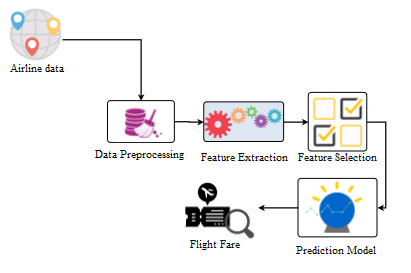 Airline data
Data Preprocessing
Feature Extraction
Feature Selection
Prediction Model
Flight Fare